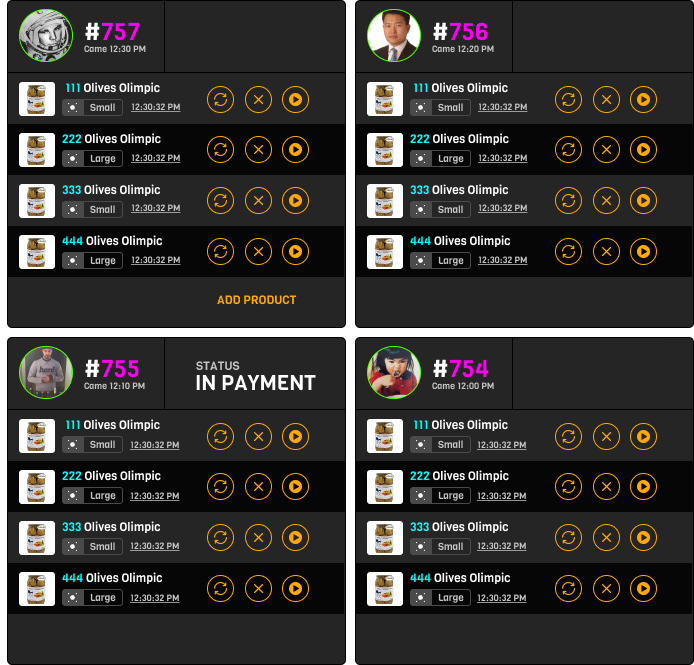 #757
Came 12:30 PM
111 Olives Olimpic
Small 12:30:32 PM
222 Olives Olimpic
Large 12:30:32 PM
333 Olives Olimpic
Small 12:30:32 PM
444 Olives Olimpic
Large 12:30:32 PM
ADD PRODUCT
#756
Came 12:20 PM
111 Olives Olimpic
Small 12:30:32 PM
222 Olives Olimpic
Large 12:30:32 PM
333 Olives Olimpic
Small 12:30:32 PM
444 Olives Olimpic
Large 12:30:32 PM
#755
Came 12:10 PM
STATUS
IN PAYMENT
111 Olives Olimpic
Small 12:30:32 PM
222 Olives Olimpic
Large 12:30:32 PM
333 Olives Olimpic
Small 12:30:32 PM
444 Olives Olimpic
Large 12:30:32 PM
#754
Came 12:00 PM
111 Olives Olimpic
Small 12:30:32 PM
222 Olives Olimpic
Large 12:30:32 PM
333 Olives Olimpic
Small 12:30:32 PM
444 Olives Olimpic
Large 12:30:32 PM